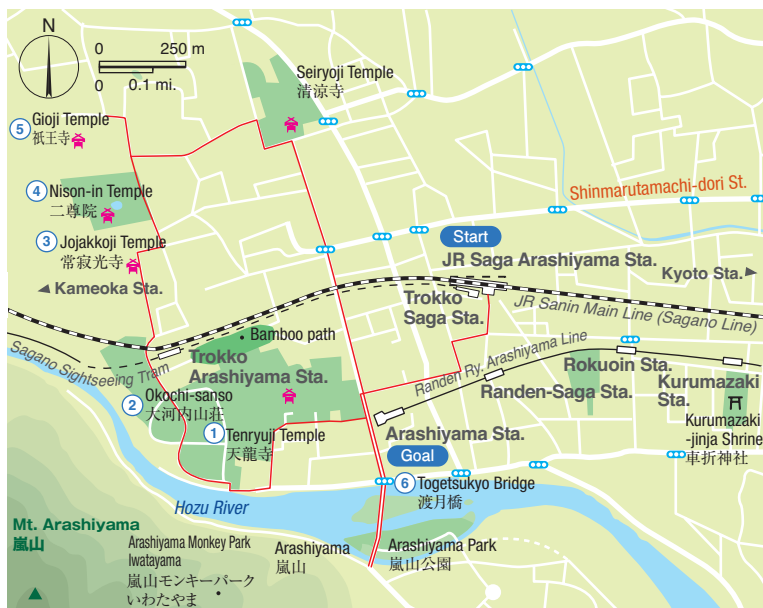 N
0 250 m
0 0.1 mi.
Seiryoji Temple
清涼寺
5 Gioji Temple
祇王寺
4 Nison-in Temple
二尊院
Shinmarutamachi-dori St.
3 Jojakkoji Temple
常寂光寺
Start
JR Saga Arashiyama Sta.
Kameoka Sta.
Kyoto Sta.
Trokko
Saga Sta.
JR Sanin Main Line (Sagano Line)
Bamboo path
Sagano Sightseeing Tram
Trokko
Arashiyama Sta.
Randen Ry. Arashiyama Line
Rokuoin Sta.
Randen-Saga Sta.
Kurumazaki
Sta.
2 Okochi-sanso
大河内山荘
1 Tenryuji Temple
天龍寺
Arashiyama Sta.
Goal
Kurumazaki
-jinja Shrine
車折神社
6 Togetsukyo Bridge
渡月橋
Hozu River
Mt. Arashiyama
嵐山
Arashiyama Monkey Park
Iwatayama
嵐山モンキーパーク
いわたやま
Arashiyama
嵐山
Arashiyama Park
嵐山公園